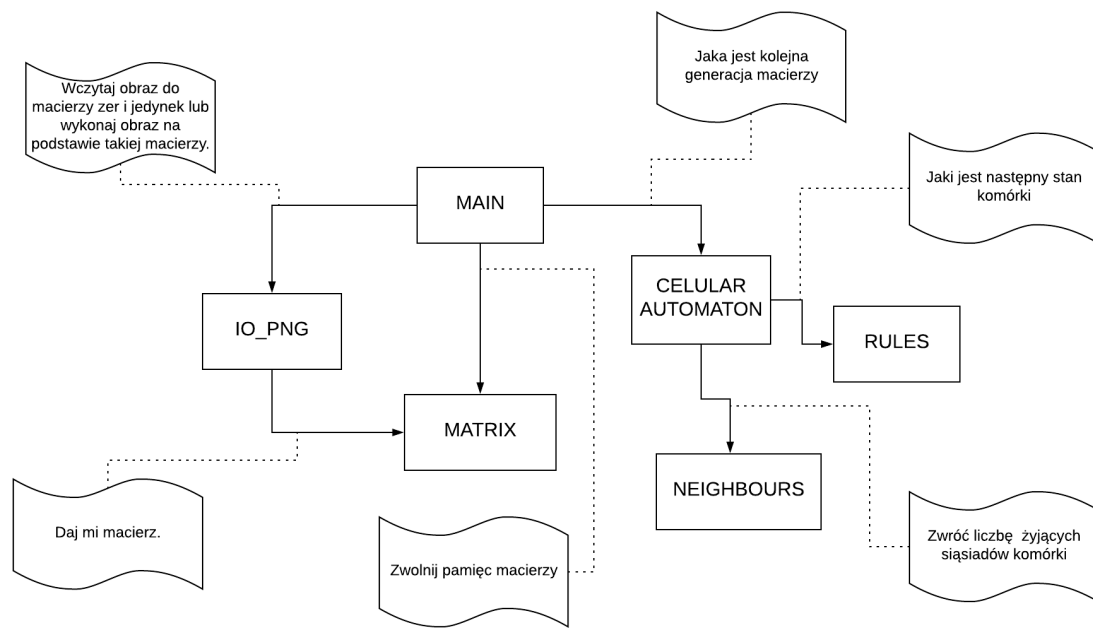 Jaka jest kolejna
generacja macierzy
Wczytaj obraz do
macierzy zer i jedynek lub
wykonaj obraz na
podstawie takiej macierzy.
Jaki jest następny stan
komórki
MAIN
CELULAR
AUTOMATON
IO_PNG
RULES
MATRIX
NEIGHBOURS
Daj mi macierz.
Zwolnij pamięc macierzy
Zwróć liczbę żyjących
siąsiadów komórki